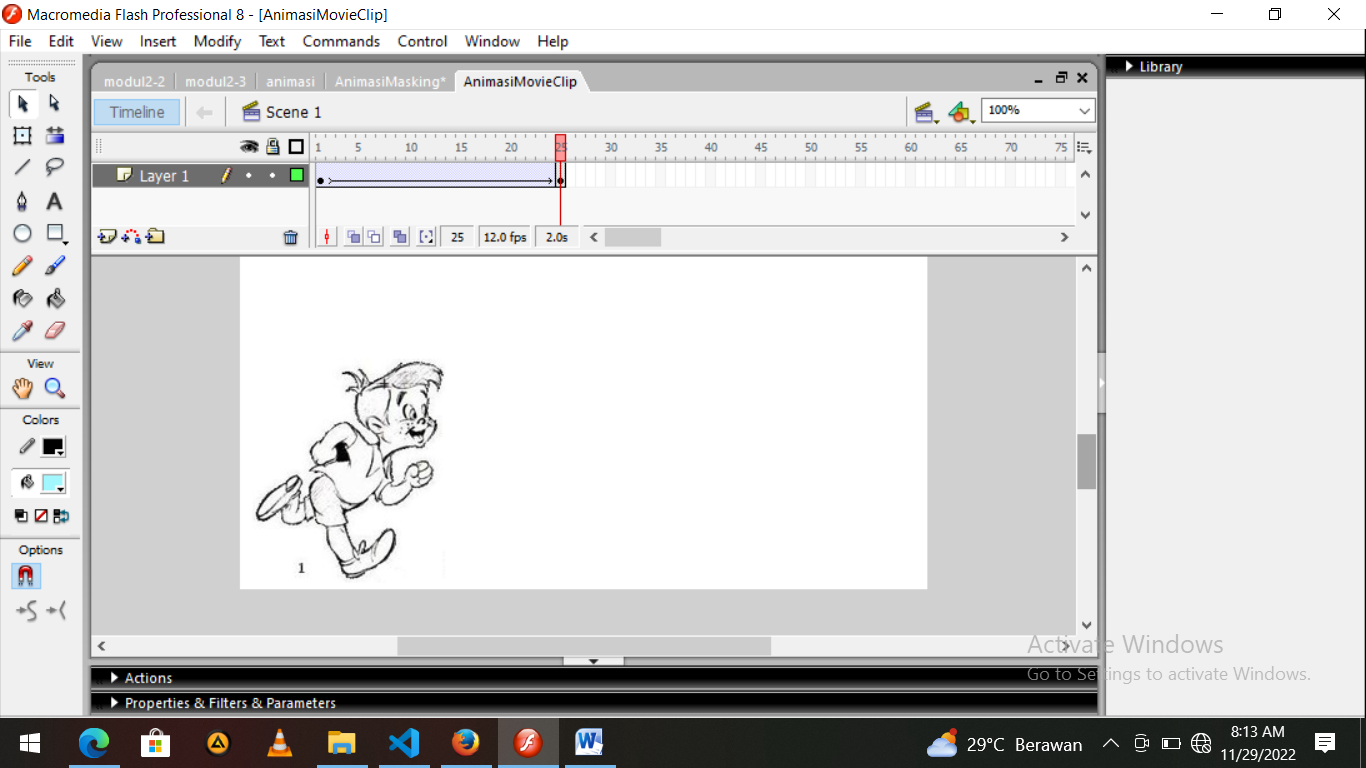 Macromedia Flash Professional 8 - [AnimasiMovieClip]
File Edit View Insert Modify Text Commands Control Window Help
Tools
modul2-2 modul2-3 animasi AnimasiMasking* AnimasiMovieClip
Library
Timeline Scene 1 100%
1 5 10 15 20 25 30 35 40 45 50 55 60 65 70 75
Layer 1
25 12.0 fps 2.0s
View
Colors
Options
1
Activate Windows
Go to Settings to activate Windows.
Actions
Properties & Filters & Parameters
29°C Berawan
8:13 AM
11/29/2022